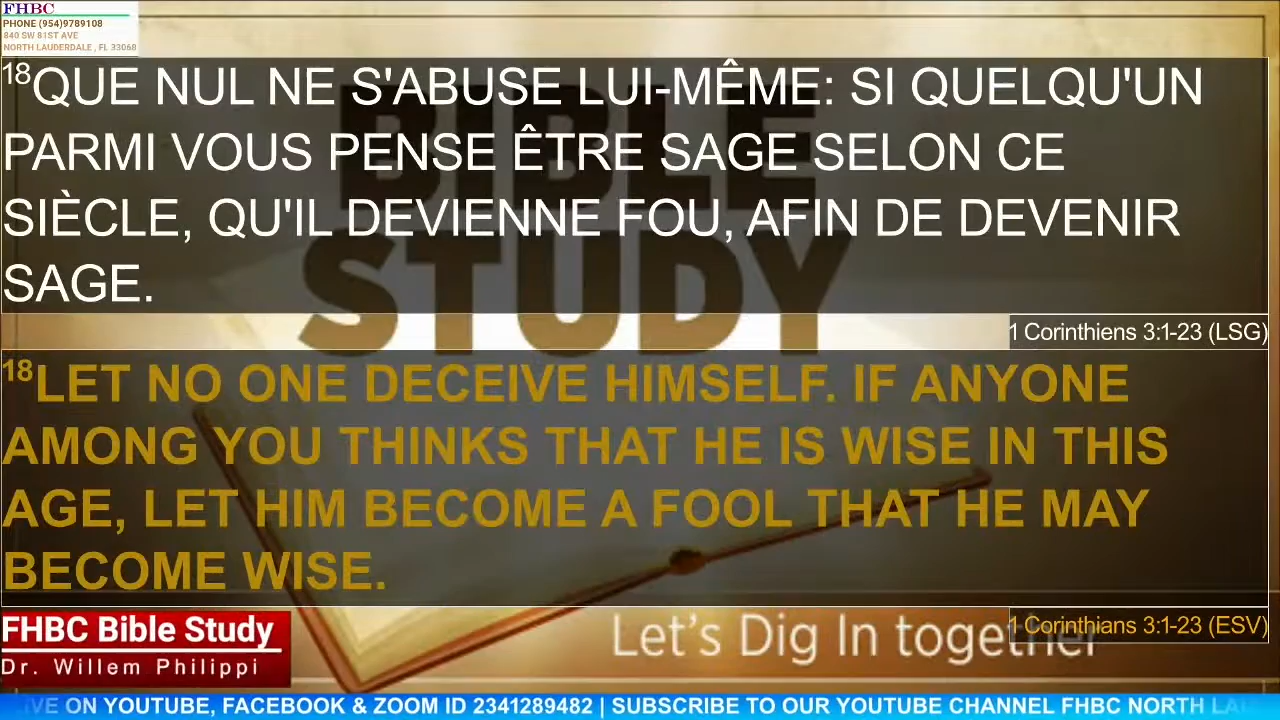 FHBC
PHONE (954)9789108
840 SW 81ST AVE
NORTH LAUDERDALE , FL 33068
18QUE NUL NE S'ABUSE LUI-MÊME: SI QUELQU'UN
PARMI VOUS PENSE ÊTRE SAGE SELON CE
SIÈCLE, QU'IL DEVIENNE FOU, AFIN DE DEVENIR
SAGE.
BIBLE
STUDY
1 Corinthiens 3:1-23 (LSG)
18LET NO ONE DECEIVE HIMSELF. IF ANYONE
AMONG YOU THINKS THAT HE IS WISE IN THIS
AGE, LET HIM BECOME A FOOL THAT HE MAY
BECOME WISE.
1 Corinthians 3:1-23 (ESV)
Let's Dig In together
FHBC Bible Study
Dr. Willem Philippi
IVE ON YOUTUBE, FACEBOOK & ZOOM ID 2341289482 | SUBSCRIBE TO OUR YOUTUBE CHANNEL FHBC NORTH LA